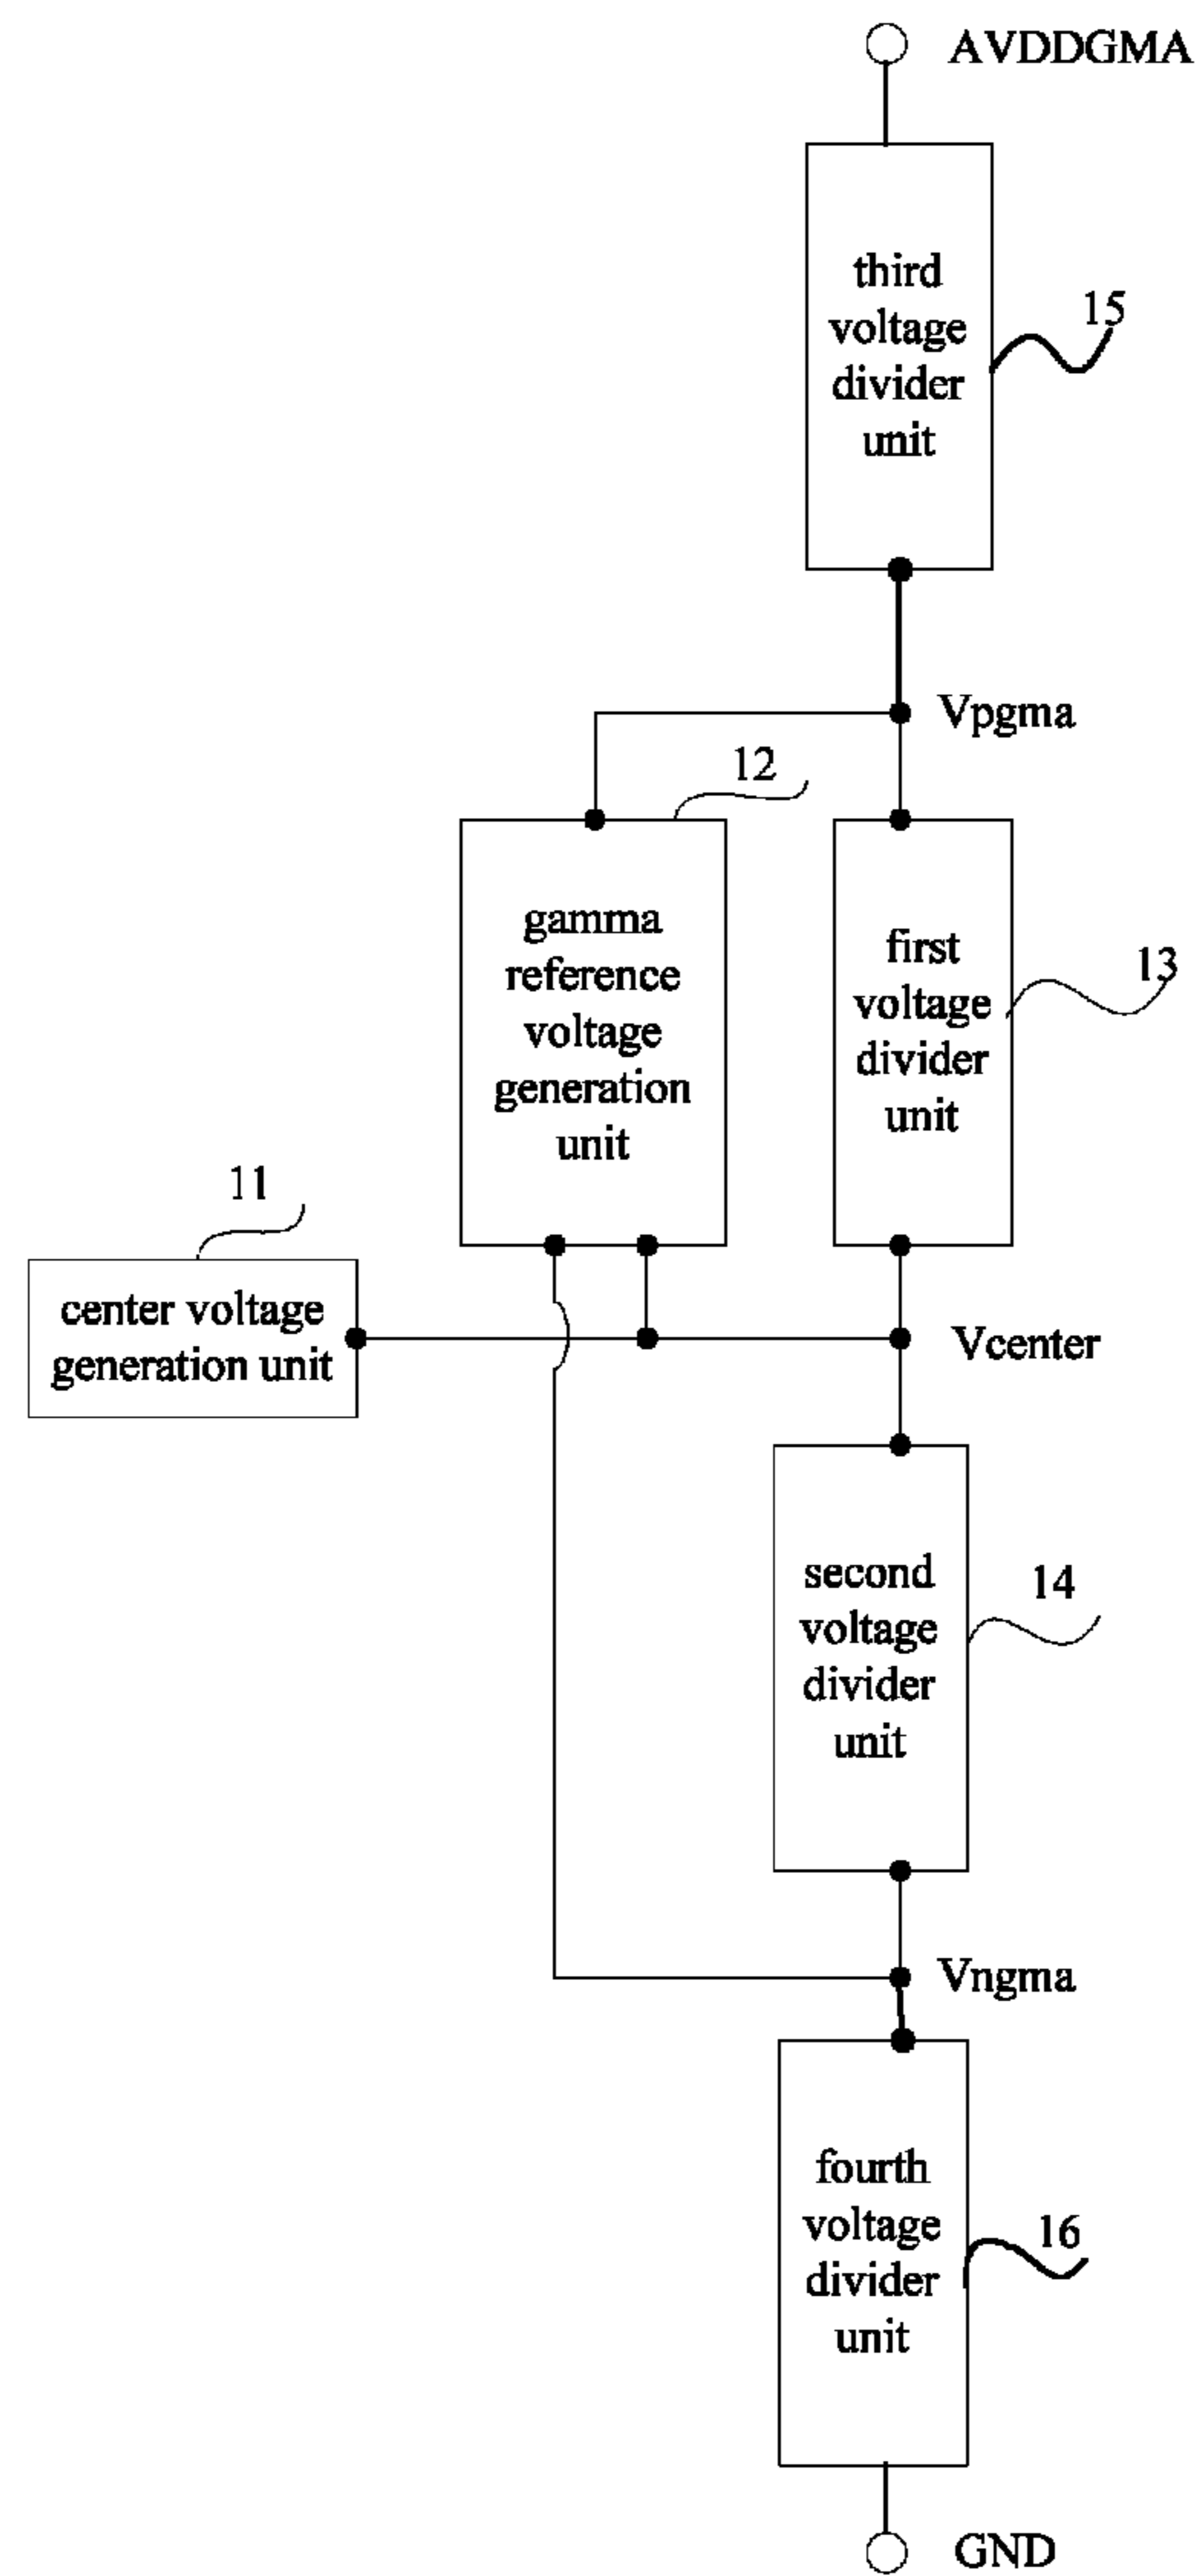 AVDDGMA
third
voltage
divider
unit
15
Vpgma
12
gamma
reference
voltage
generation
unit
first
voltage
divider
unit
13
11
center voltage
generation unit
Vcenter
second
voltage
divider
unit
14
Vngma
fourth
voltage
divider
unit
16
GND